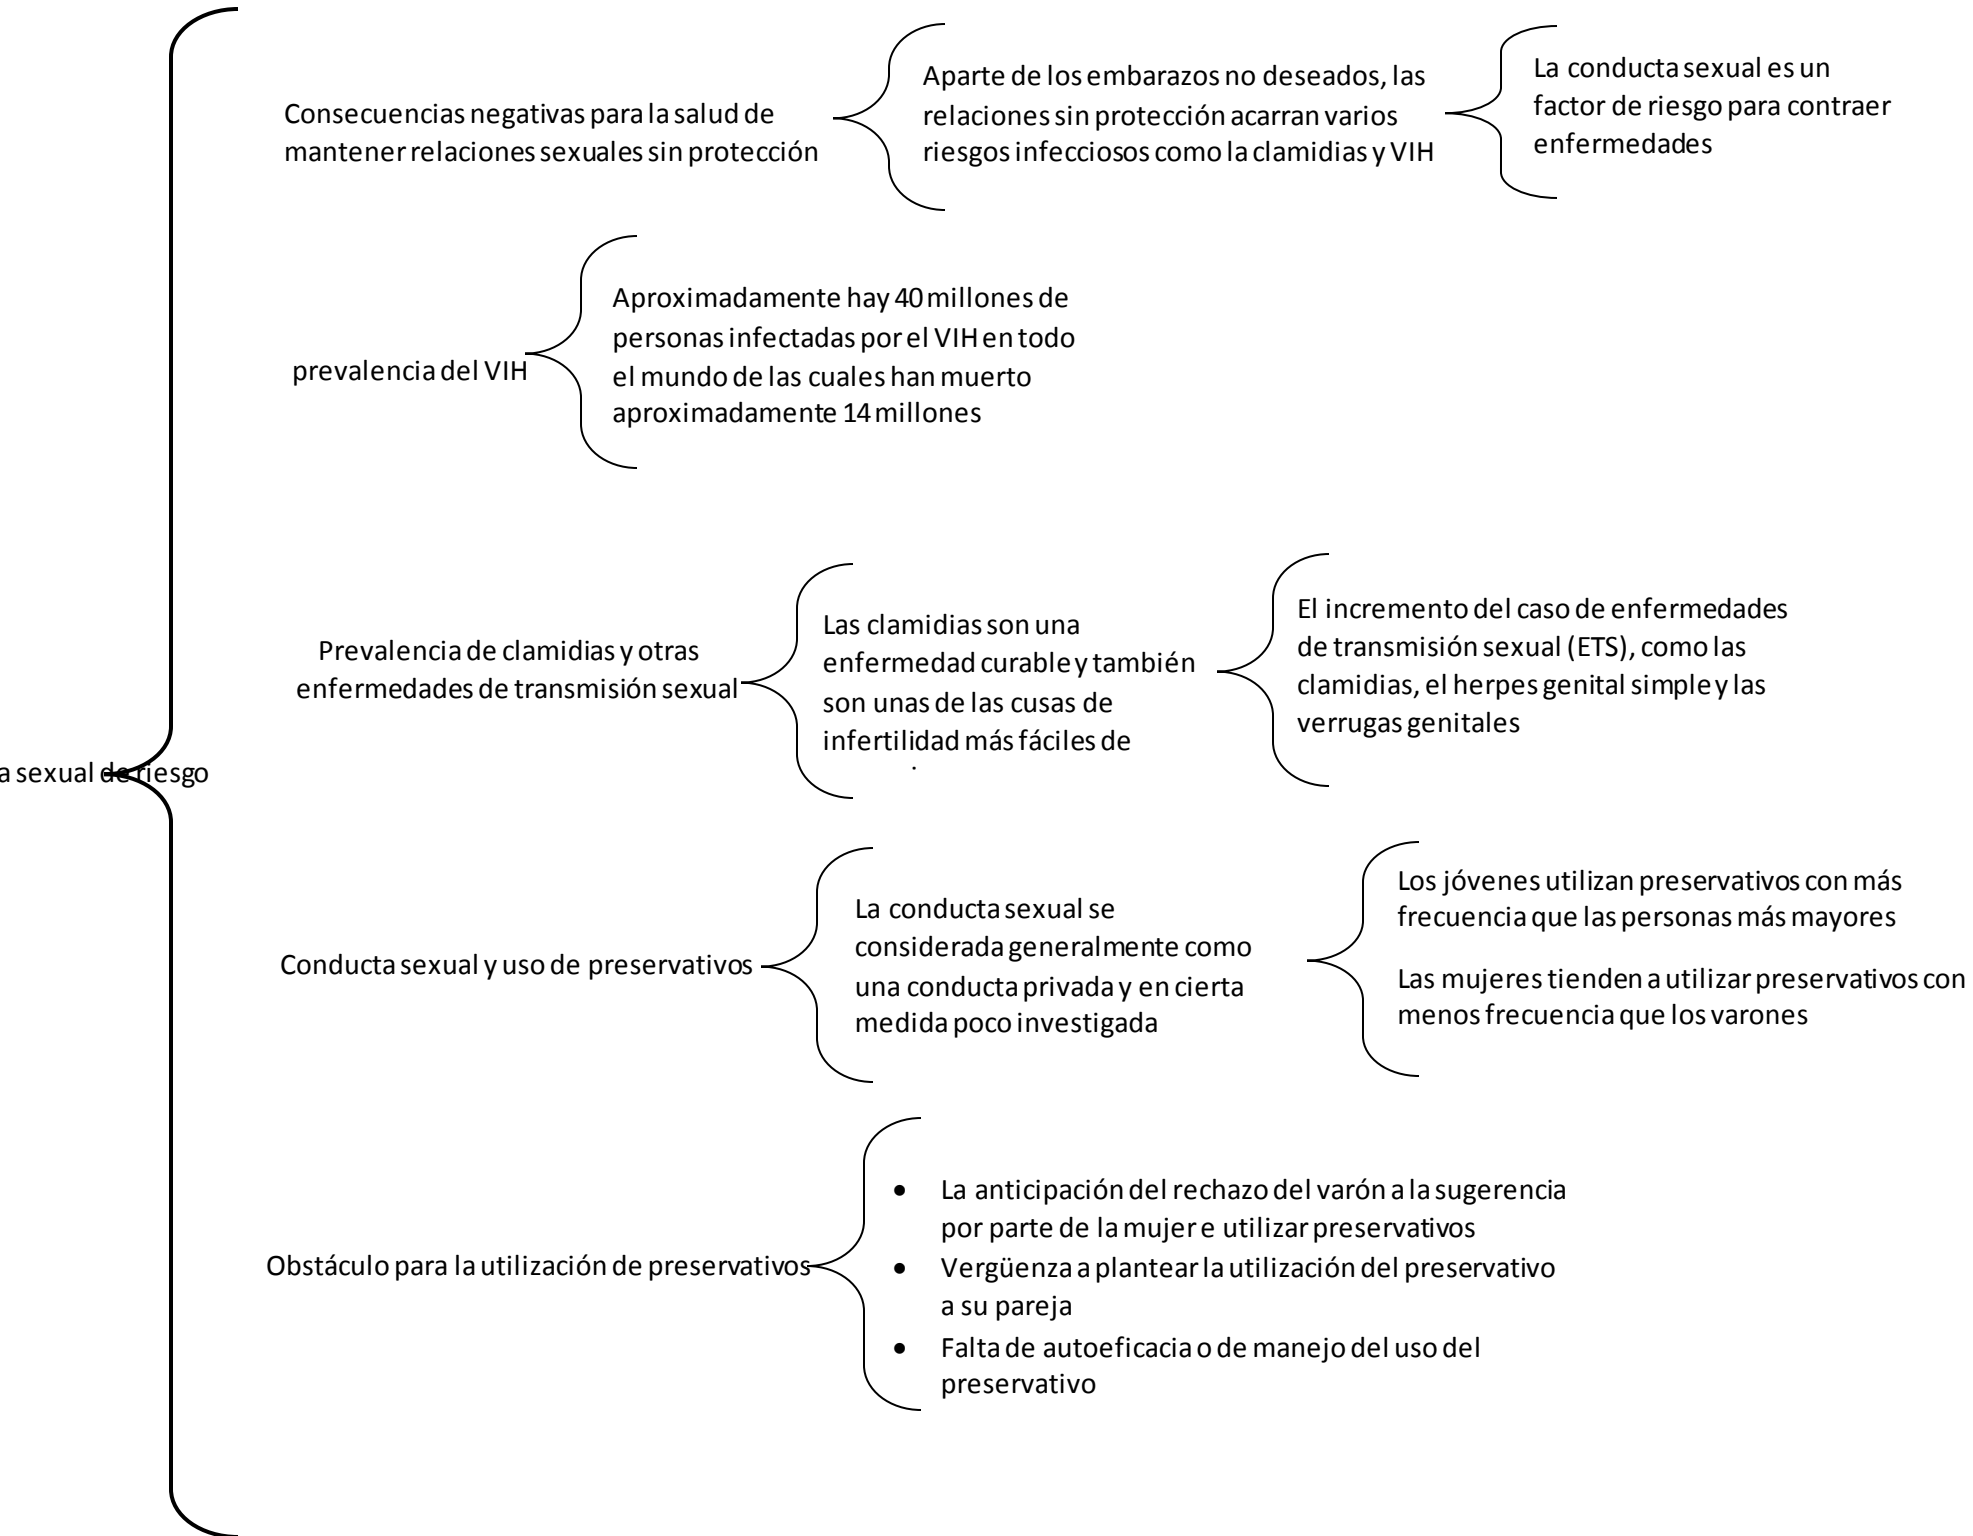 Consecuencias negativas para la salud de
mantener relaciones sexuales sin protección
Aparte de los embarazos no deseados, las
relaciones sin protección acarran varios
riesgos infecciosos como la clamidias y VIH
La conducta sexual es un
factor de riesgo para contraer
enfermedades
prevalencia del VIH
Aproximadamente hay 40 millones de
personas infectadas por el VIH en todo
el mundo de las cuales han muerto
aproximadamente 14 millones
Prevalencia de clamidias y otras
enfermedades de transmisión sexual
Las clamidias son una
enfermedad curable y también
son unas de las cusas de
infertilidad más fáciles de
El incremento del caso de enfermedades
de transmisión sexual (ETS), como las
clamidias, el herpes genital simple y las
verrugas genitales
a sexual de riesgo
Conducta sexual y uso de preservativos
La conducta sexual se
considerada generalmente como
una conducta privada y en cierta
medida poco investigada
Los jóvenes utilizan preservativos con más
frecuencia que las personas más mayores
Las mujeres tienden a utilizar preservativos con
menos frecuencia que los varones
Obstáculo para la utilización de preservativos
• La anticipación del rechazo del varón a la sugerencia
por parte de la mujer e utilizar preservativos
• Vergüenza a plantear la utilización del preservativo
a su pareja
• Falta de autoeficacia o de manejo del uso del
preservativo